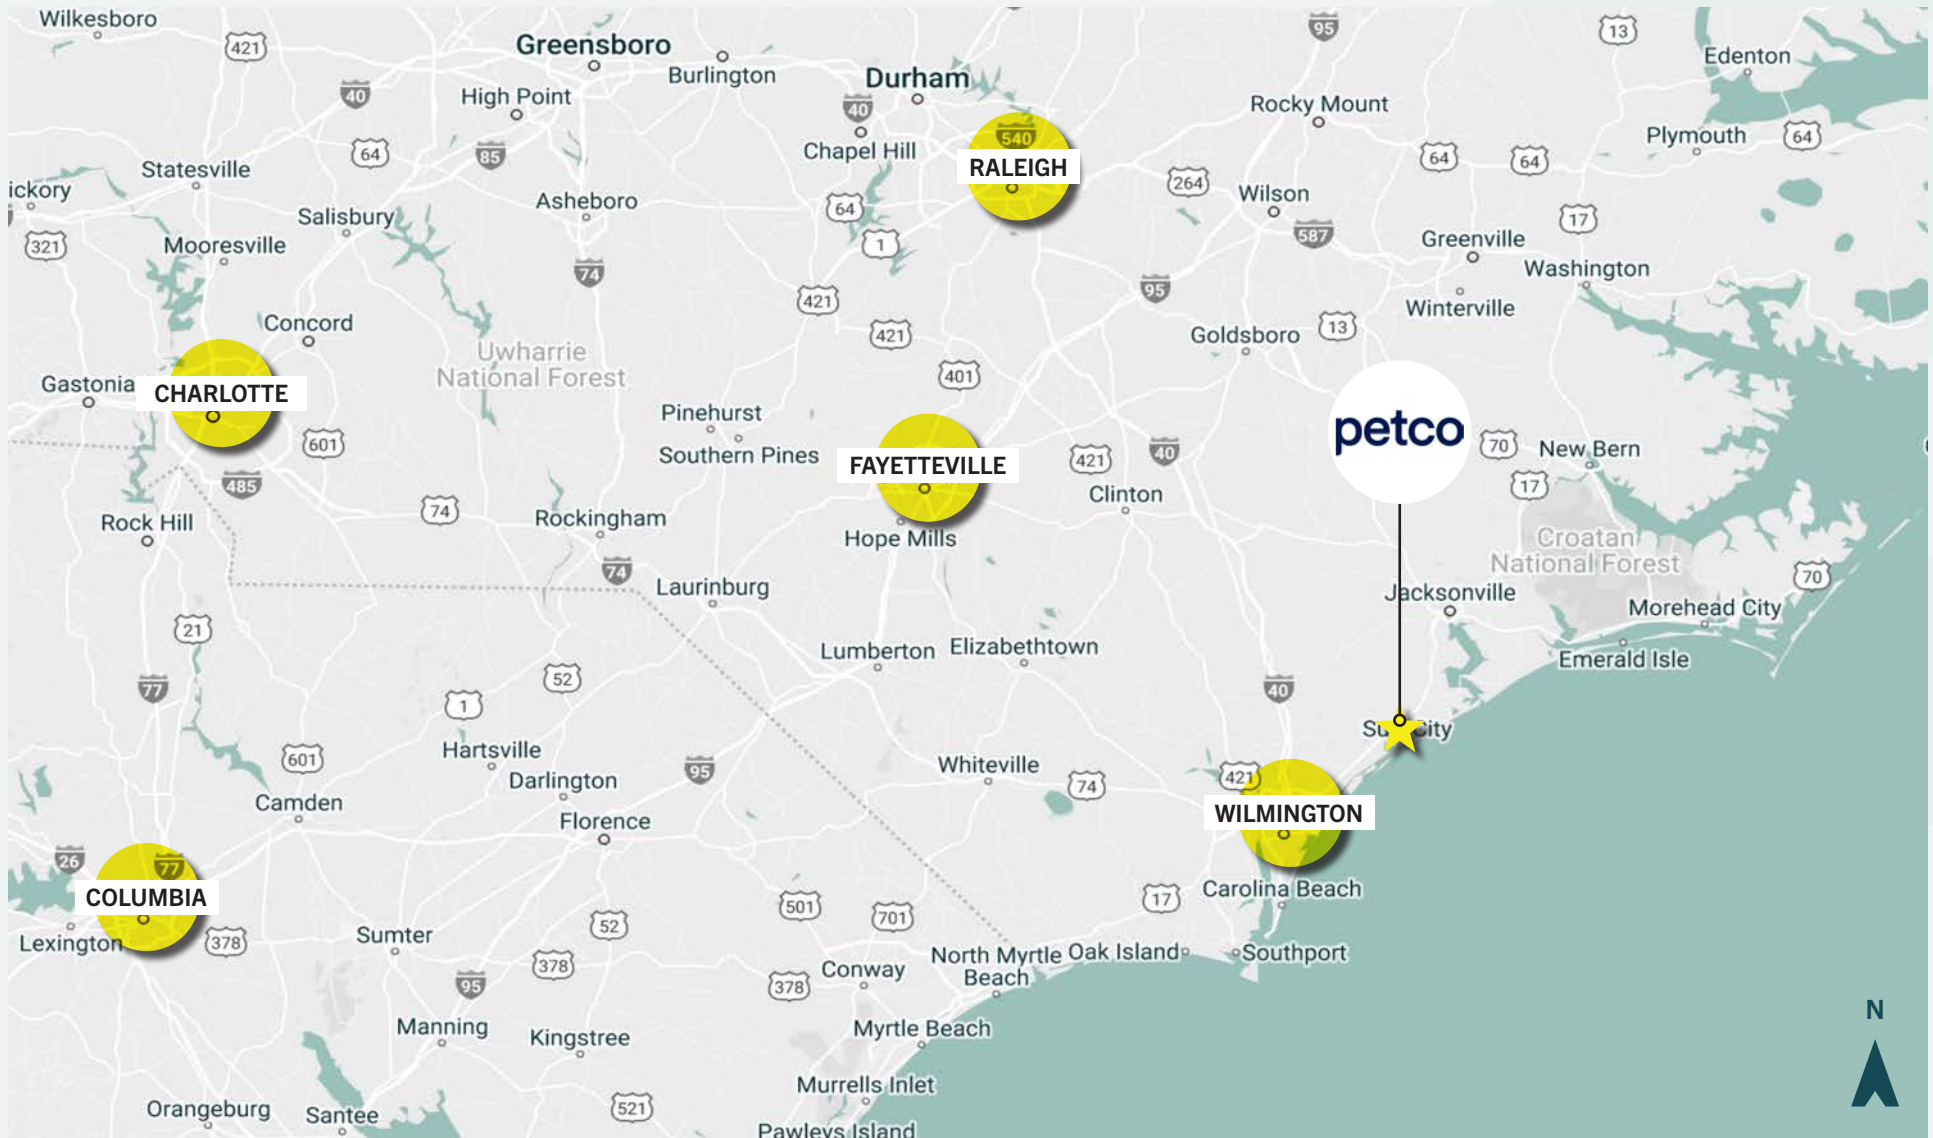 Wilkesboro
421
Greensboro
Burlington
Durham
95
13
Edenton
40
High Point
40
Rocky Mount
Plymouth
64
540
64
85
Chapel Hill
RALEIGH
64
64
Statesville
ickory
Asheboro
264
Wilson
Salisbury
64
17
321
Mooresville
1
587
Greenville
74
Washington
95
421
Winterville
Concord
421
Goldsboro
13
Uwharrie
National Forest
401
Gastonia
CHARLOTTE
Pinehurst
petco
601
Southern Pines
FAYETTEVILLE
421
40
70
New Bern
485
Clinton
17
74
Rock Hill
Rockingham
Hope Mills
Croatan
National Forest
74
Laurinburg
Jacksonville
70
Morehead City
21
Lumberton
Elizabethtown
Emerald Isle
77
52
40
1
City
Hartsville
601
Darlington
95
Whiteville
74
421
Camden
Florence
WILMINGTON
26
77
COLUMBIA
Carolina Beach
17
501
701
Lexington
378
Sumter
52
378
North Myrtle
Beach
Oak Island
Southport
Conway
378
95
Manning
Kingstree
Myrtle Beach
N
Murrells Inlet
Orangeburg
Santee
521
Pawleys Island